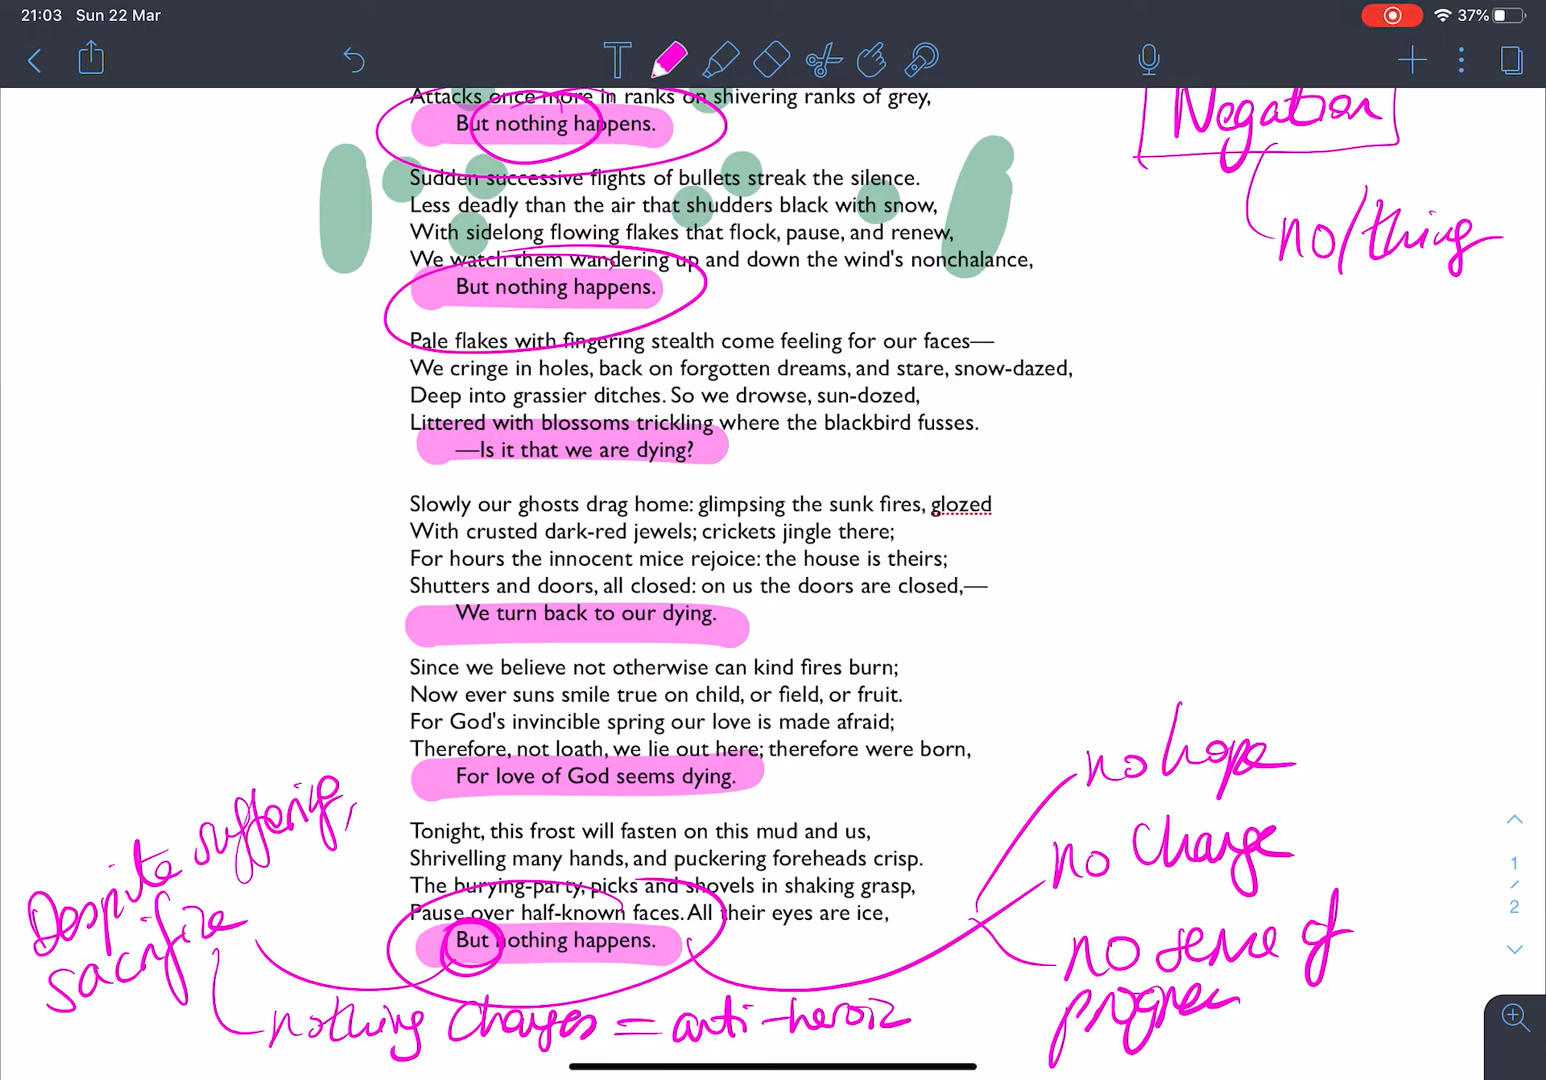 21:03 Sun 22 Mar
37%
Attacks once more in ranks on shivering ranks of grey,
But nothing happens.
Negation
no/thing
Sudden successive flights of bullets streak the silence.
Less deadly than the air that shudders black with snow,
With sidelong flowing flakes that flock, pause, and renew,
We watch them wandering up and down the wind's nonchalance,
But nothing happens.
Pale flakes with fingering stealth come feeling for our faces—
We cringe in holes, back on forgotten dreams, and stare, snow-dazed,
Deep into grassier ditches. So we drowse, sun-dozed,
Littered with blossoms trickling where the blackbird fusses.
—Is it that we are dying?
Slowly our ghosts drag home: glimpsing the sunk fires, glozed
With crusted dark-red jewels; crickets jingle there;
For hours the innocent mice rejoice: the house is theirs;
Shutters and doors, all closed: on us the doors are closed,—
We turn back to our dying.
Since we believe not otherwise can kind fires burn;
Now ever suns smile true on child, or field, or fruit.
For God's invincible spring our love is made afraid;
Therefore, not loath, we lie out here; therefore were born,
For love of God seems dying.
Tonight, this frost will fasten on this mud and us,
Shrivelling many hands, and puckering foreheads crisp.
The burying-party, picks and shovels in shaking grasp,
Pause over half-known faces. All their eyes are ice,
But nothing happens.
Despite suffering,
sacrifice
nothing changes = anti-heroic
no hope
no change
no sense of
progress
1
/
2